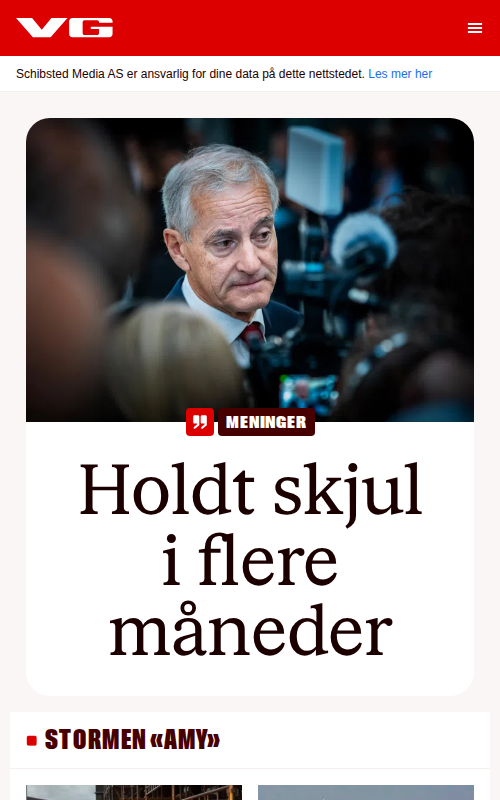 VG
Schibsted Media AS er ansvarlig for dine data på dette nettstedet. Les mer her
MENINGER
Holdt skjul
i flere
måneder
STORMEN «AMY»